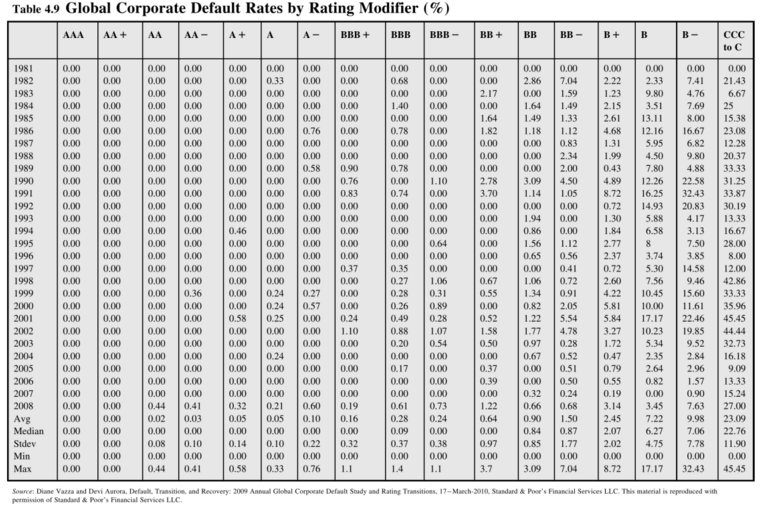 Table 4.9 Global Corporate Default Rates by Rating Modifier (%)
AAA AA + AA AA − A + A A − BBB + BBB BBB − BB + BB BB − B + B B − CCC to C
1981 0.00 0.00 0.00 0.00 0.00 0.00 0.00 0.00 0.00 0.00 0.00 0.00 0.00 0.00 0.00 0.00 0.00
1982 0.00 0.00 0.00 0.00 0.00 0.33 0.00 0.00 0.68 0.00 0.00 2.86 7.04 2.22 2.33 7.41 21.43
1983 0.00 0.00 0.00 0.00 0.00 0.00 0.00 0.00 0.00 0.00 2.17 0.00 1.59 1.23 9.80 4.76 6.67
1984 0.00 0.00 0.00 0.00 0.00 0.00 0.00 0.00 1.40 0.00 0.00 1.64 1.49 2.15 3.51 7.69 25
1985 0.00 0.00 0.00 0.00 0.00 0.00 0.00 0.00 0.00 0.00 1.64 1.49 1.33 2.61 13.11 8.00 15.38
1986 0.00 0.00 0.00 0.00 0.00 0.00 0.76 0.00 0.78 0.00 1.82 1.18 1.12 4.68 12.16 16.67 23.08
1987 0.00 0.00 0.00 0.00 0.00 0.00 0.00 0.00 0.00 0.00 0.00 0.00 0.83 1.31 5.95 6.82 12.28
1988 0.00 0.00 0.00 0.00 0.00 0.00 0.00 0.00 0.00 0.00 0.00 0.00 2.34 1.99 4.50 9.80 20.37
1989 0.00 0.00 0.00 0.00 0.00 0.00 0.58 0.90 0.78 0.00 0.00 0.00 2.00 0.43 7.80 4.88 33.33
1990 0.00 0.00 0.00 0.00 0.00 0.00 0.00 0.76 0.00 1.10 2.78 3.09 4.50 4.89 12.26 22.58 31.25
1991 0.00 0.00 0.00 0.00 0.00 0.00 0.00 0.83 0.74 0.00 3.70 1.14 1.05 8.72 16.25 32.43 33.87
1992 0.00 0.00 0.00 0.00 0.00 0.00 0.00 0.00 0.00 0.00 0.00 0.00 0.00 0.72 14.93 20.83 30.19
1993 0.00 0.00 0.00 0.00 0.00 0.00 0.00 0.00 0.00 0.00 0.00 1.94 0.00 1.30 5.88 4.17 13.33
1994 0.00 0.00 0.00 0.00 0.46 0.00 0.00 0.00 0.00 0.00 0.00 0.86 0.00 1.84 6.58 3.13 16.67
1995 0.00 0.00 0.00 0.00 0.00 0.00 0.00 0.00 0.00 0.64 0.00 1.56 1.12 2.77 8 7.50 28.00
1996 0.00 0.00 0.00 0.00 0.00 0.00 0.00 0.00 0.00 0.00 0.00 0.65 0.56 2.37 3.74 3.85 8.00
1997 0.00 0.00 0.00 0.00 0.00 0.00 0.00 0.37 0.35 0.00 0.00 0.00 0.41 0.72 5.30 14.58 12.00
1998 0.00 0.00 0.00 0.00 0.00 0.00 0.00 0.00 0.27 1.06 0.67 1.06 0.72 2.60 7.56 9.46 42.86
1999 0.00 0.00 0.00 0.36 0.00 0.24 0.27 0.00 0.28 0.31 0.55 1.34 0.91 4.22 10.45 15.60 33.33
2000 0.00 0.00 0.00 0.00 0.00 0.24 0.57 0.00 0.26 0.89 0.00 0.82 2.05 5.81 10.00 11.61 35.96
2001 0.00 0.00 0.00 0.00 0.58 0.25 0.00 0.24 0.49 0.28 0.52 1.22 5.54 5.84 17.17 22.46 45.45
2002 0.00 0.00 0.00 0.00 0.00 0.00 0.00 1.10 0.88 1.07 1.58 1.77 4.78 3.27 10.23 19.85 44.44
2003 0.00 0.00 0.00 0.00 0.00 0.00 0.00 0.00 0.20 0.54 0.50 0.97 0.28 1.72 5.34 9.52 32.73
2004 0.00 0.00 0.00 0.00 0.00 0.24 0.00 0.00 0.00 0.00 0.00 0.67 0.52 0.47 2.35 2.84 16.18
2005 0.00 0.00 0.00 0.00 0.00 0.00 0.00 0.00 0.17 0.00 0.37 0.00 0.51 0.79 2.64 2.96 9.09
2006 0.00 0.00 0.00 0.00 0.00 0.00 0.00 0.00 0.00 0.00 0.39 0.00 0.50 0.55 0.82 1.57 13.33
2007 0.00 0.00 0.00 0.00 0.00 0.00 0.00 0.00 0.00 0.00 0.00 0.32 0.24 0.19 0.00 0.90 15.24
2008 0.00 0.00 0.44 0.41 0.32 0.21 0.60 0.19 0.61 0.73 1.22 0.66 0.68 3.14 3.45 7.63 27.00
Avg 0.00 0.00 0.02 0.03 0.05 0.05 0.10 0.16 0.28 0.24 0.64 0.90 1.50 2.45 7.22 9.98 23.09
Median 0.00 0.00 0.00 0.00 0.00 0.00 0.00 0.00 0.09 0.00 0.00 0.84 0.87 2.07 6.27 7.06 22.76
Stdev 0.00 0.00 0.08 0.10 0.14 0.10 0.22 0.32 0.37 0.38 0.97 0.85 1.77 2.02 4.75 7.78 11.90
Min 0.00 0.00 0.00 0.00 0.00 0.00 0.00 0.00 0.00 0.00 0.00 0.00 0.00 0.00 0.00 0.00 0.00
Max 0.00 0.00 0.44 0.41 0.58 0.33 0.76 1.1 1.4 1.1 3.7 3.09 7.04 8.72 17.17 32.43 45.45
Source: Diane Vazza and Devi Aurora, Default, Transition, and Recovery: 2009 Annual Global Corporate Default Study and Rating Transitions, 17−March-2010, Standard & Poor's Financial Services LLC. This material is reproduced with
permission of Standard & Poor's Financial Services LLC.